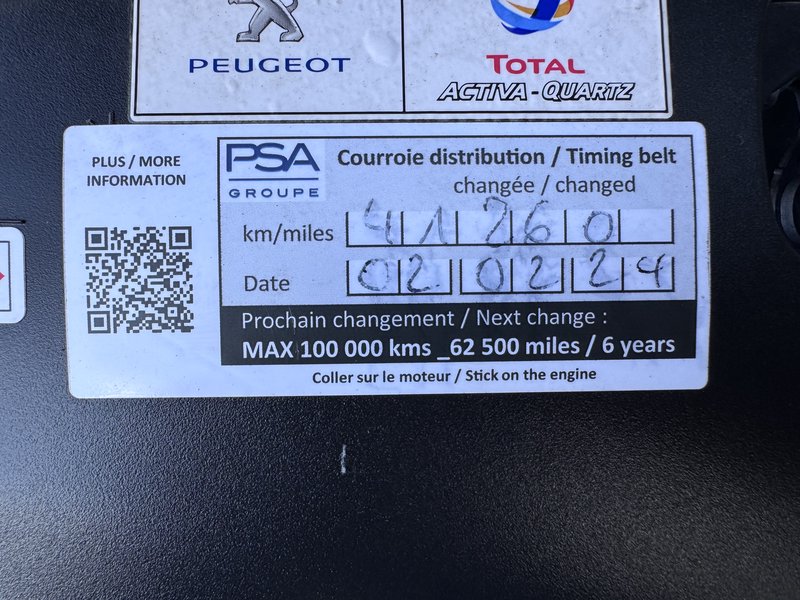 PEUGEOT
TOTAL
ACTIVA-QUARTZ
PLUS / MORE
INFORMATION
PSA
GROUPE
Courroie distribution / Timing belt
changée / changed
km/miles 41260
Date 02 02 24
Prochain changement / Next change :
MAX 100 000 kms _62 500 miles / 6 years
Coller sur le moteur / Stick on the engine